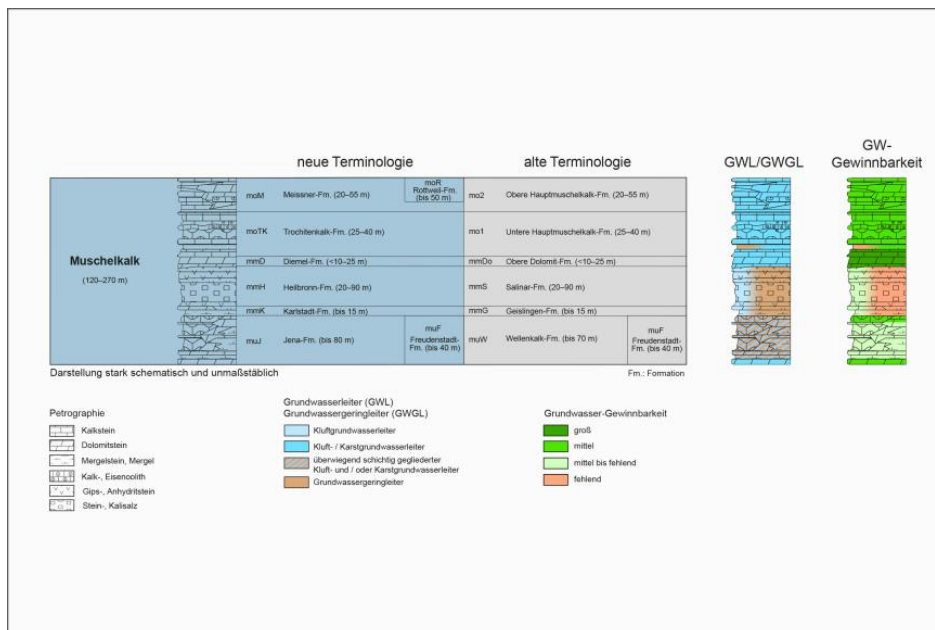 neue Terminologie
alte Terminologie
GWL/GWGL
GW-
Gewinnbarkeit
Muschelkalk
(120–270 m)
moM
Meissner-Fm. (20–55 m)
moR
Rottweil-Fm.
(bis 50 m)
mo2
Obere Hauptmuschelkalk-Fm. (20–55 m)
moTK
Trochitenkalk-Fm. (25–40 m)
mo1
Untere Hauptmuschelkalk-Fm. (25–40 m)
mmD
Diemel-Fm. (<10–25 m)
mmDo
Obere Dolomit-Fm. (<10–25 m)
mmH
Heilbronn-Fm. (20–90 m)
mmS
Salinar-Fm. (20–90 m)
mmK
Karlstadt-Fm. (bis 15 m)
mmG
Geislingen-Fm. (bis 15 m)
muJ
Jena-Fm. (bis 80 m)
muF
Freudenstadt-
Fm. (bis 40 m)
muW
Wellenkalk-Fm. (bis 70 m)
muF
Freudenstadt-
Fm. (bis 40 m)
Darstellung stark schematisch und unmaßstäblich
Fm.: Formation
Petrographie
Kalkstein
Dolomitstein
Mergelstein, Mergel
Kalk-, Eisenoolith
Gips-, Anhydritstein
Stein-, Kalisalz
Grundwasserleiter (GWL)
Grundwassergeringleiter (GWGL)
Kluftgrundwasserleiter
Kluft- / Karstgrundwasserleiter
überwiegend schichtig gegliederter
Kluft- und / oder Karstgrundwasserleiter
Grundwassergeringleiter
Grundwasser-Gewinnbarkeit
groß
mittel
mittel bis fehlend
fehlend